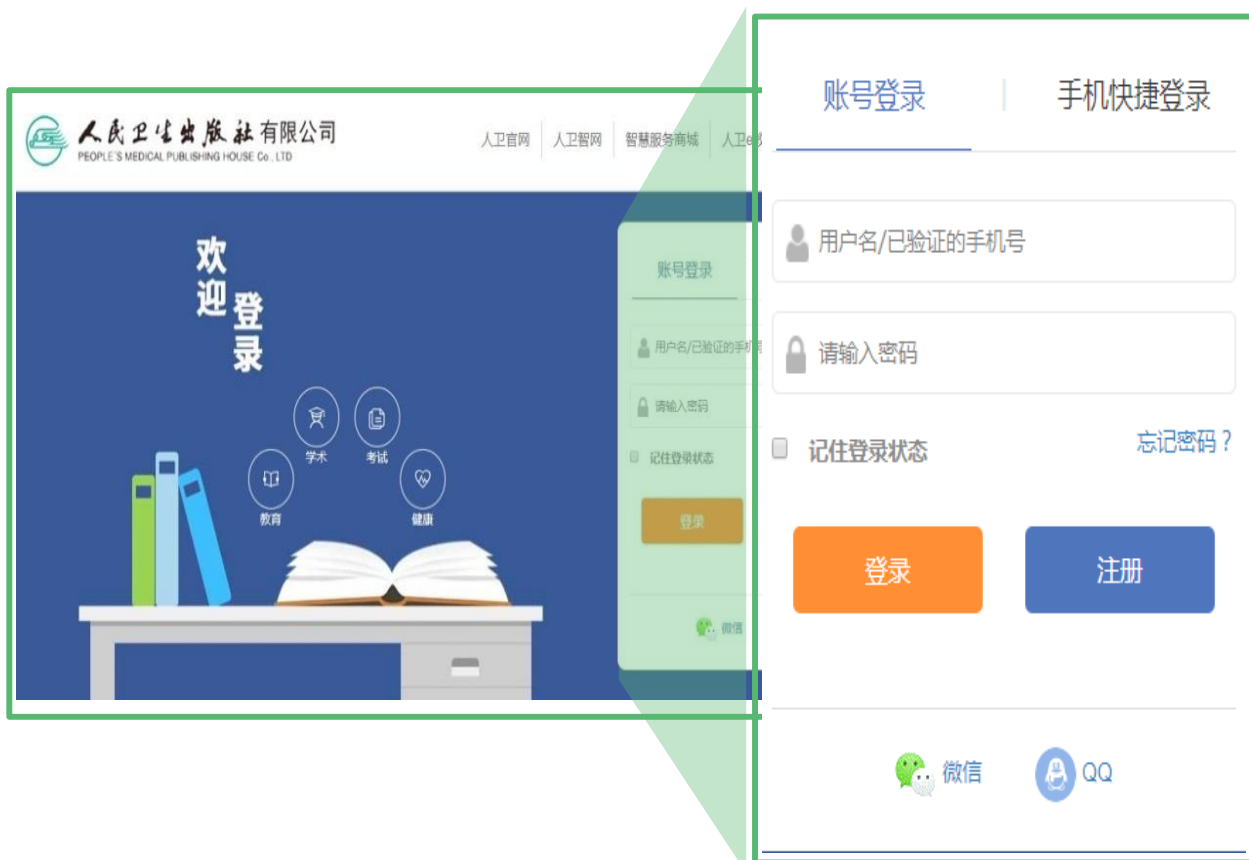 人民卫生出版社有限公司
PEOPLE'S MEDICAL PUBLISHING HOUSE Co., LTD
人卫官网
人卫智网
智慧服务商城
人卫e
欢迎
登录
学术
考试
教育
健康
账号登录
用户名/已验证的手机号
请输入密码
记住登录状态
登录
微信
账号登录
手机快捷登录
用户名/已验证的手机号
请输入密码
记住登录状态
忘记密码？
登录
注册
微信
QQ